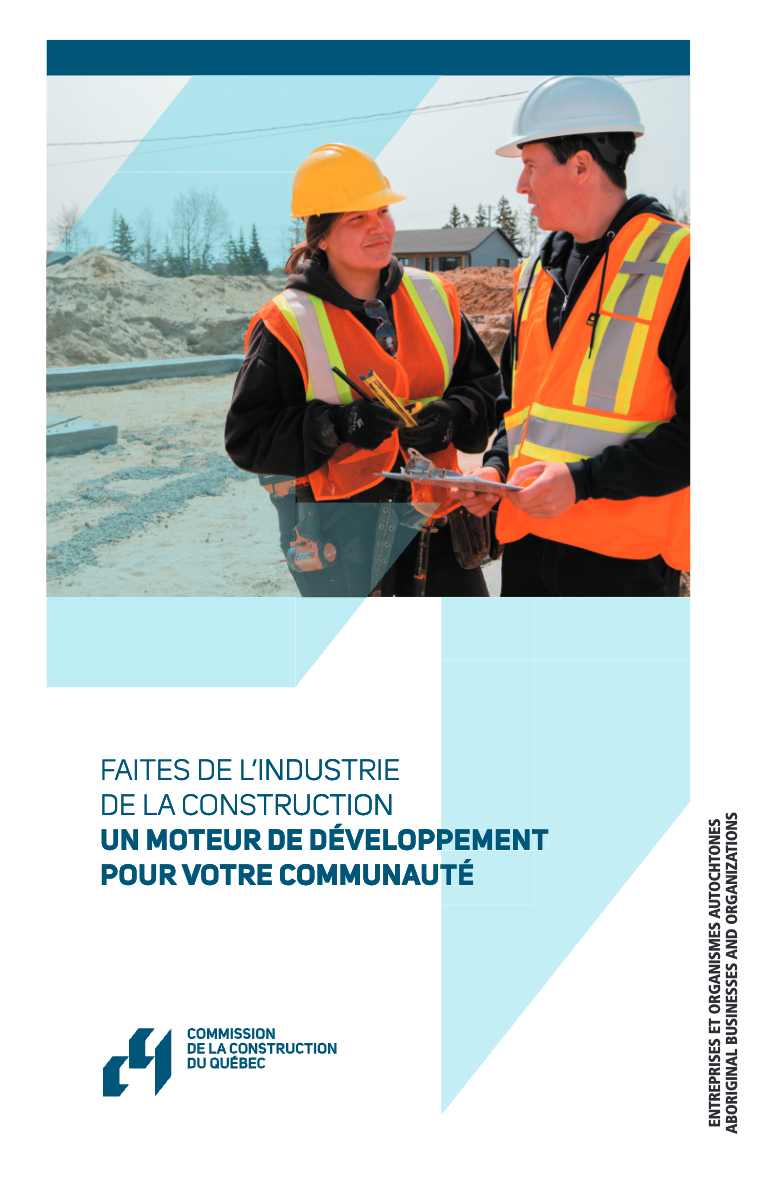 FAITES DE L'INDUSTRIE
DE LA CONSTRUCTION
UN MOTEUR DE DÉVELOPPEMENT
POUR VOTRE COMMUNAUTÉ
COMMISSION
DE LA CONSTRUCTION
DU QUÉBEC
ENTREPRISES ET ORGANISMES AUTOCHTONES
ABORIGINAL BUSINESSES AND ORGANIZATIONS